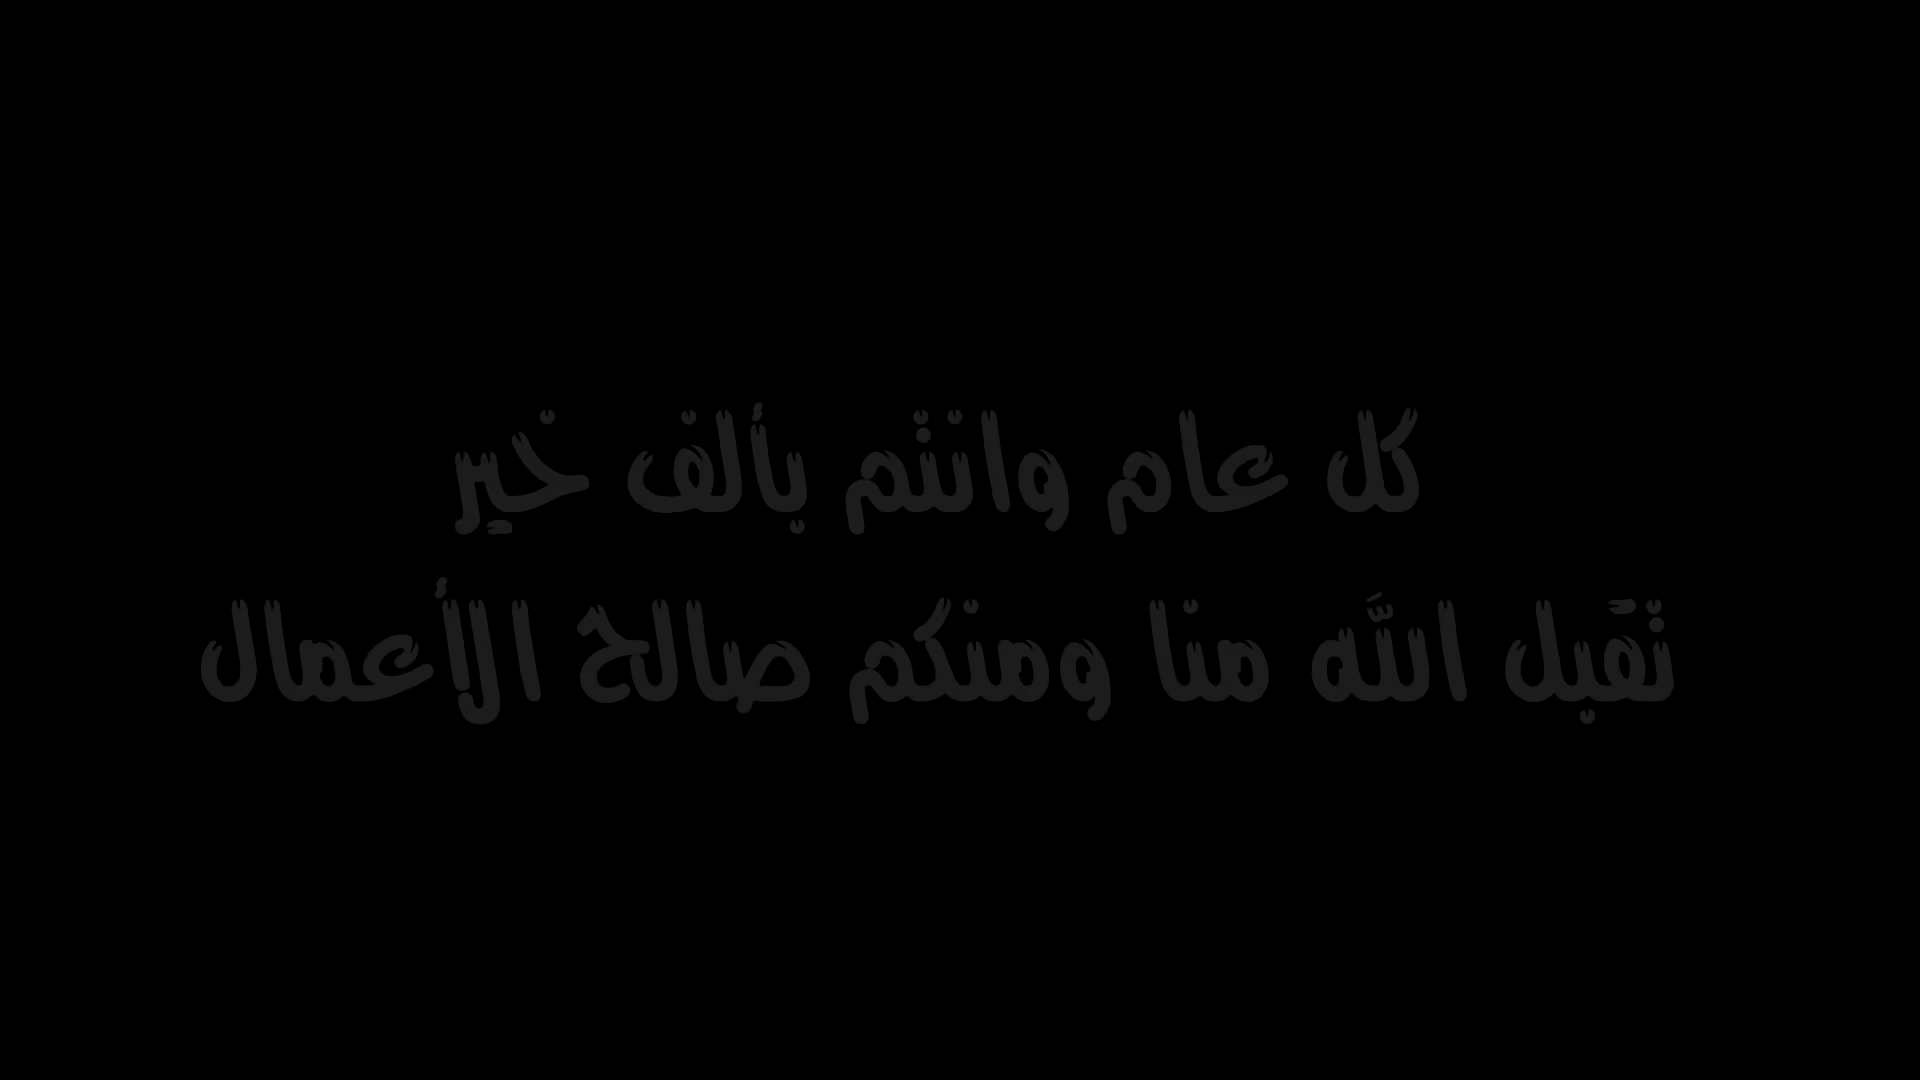 كل عام وانتم بألف خير
تقبل الله منا ومنكم صالح الأعمال